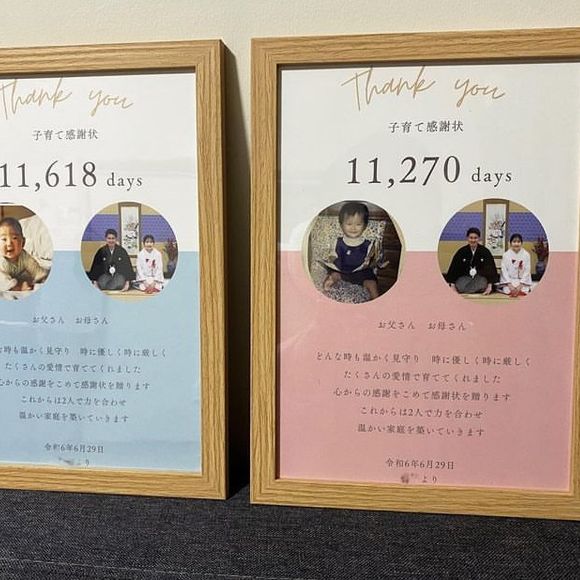 Thank you
子育て感謝状
11,618 days
お父さん お母さん
時も温かく見守り 時に優しく時に厳しく
たくさんの愛情で育ててくれました
心からの感謝をこめて感謝状を贈ります
これからは2人で力を合わせ
温かい家庭を築いていきます
令和6年6月29日
より
Thank you
子育て感謝状
11,270 days
お父さん お母さん
どんな時も温かく見守り 時に優しく時に厳しく
たくさんの愛情で育ててくれました
心からの感謝をこめて感謝状を贈ります
これからは2人で力を合わせ
温かい家庭を築いていきます
令和6年6月29日
より